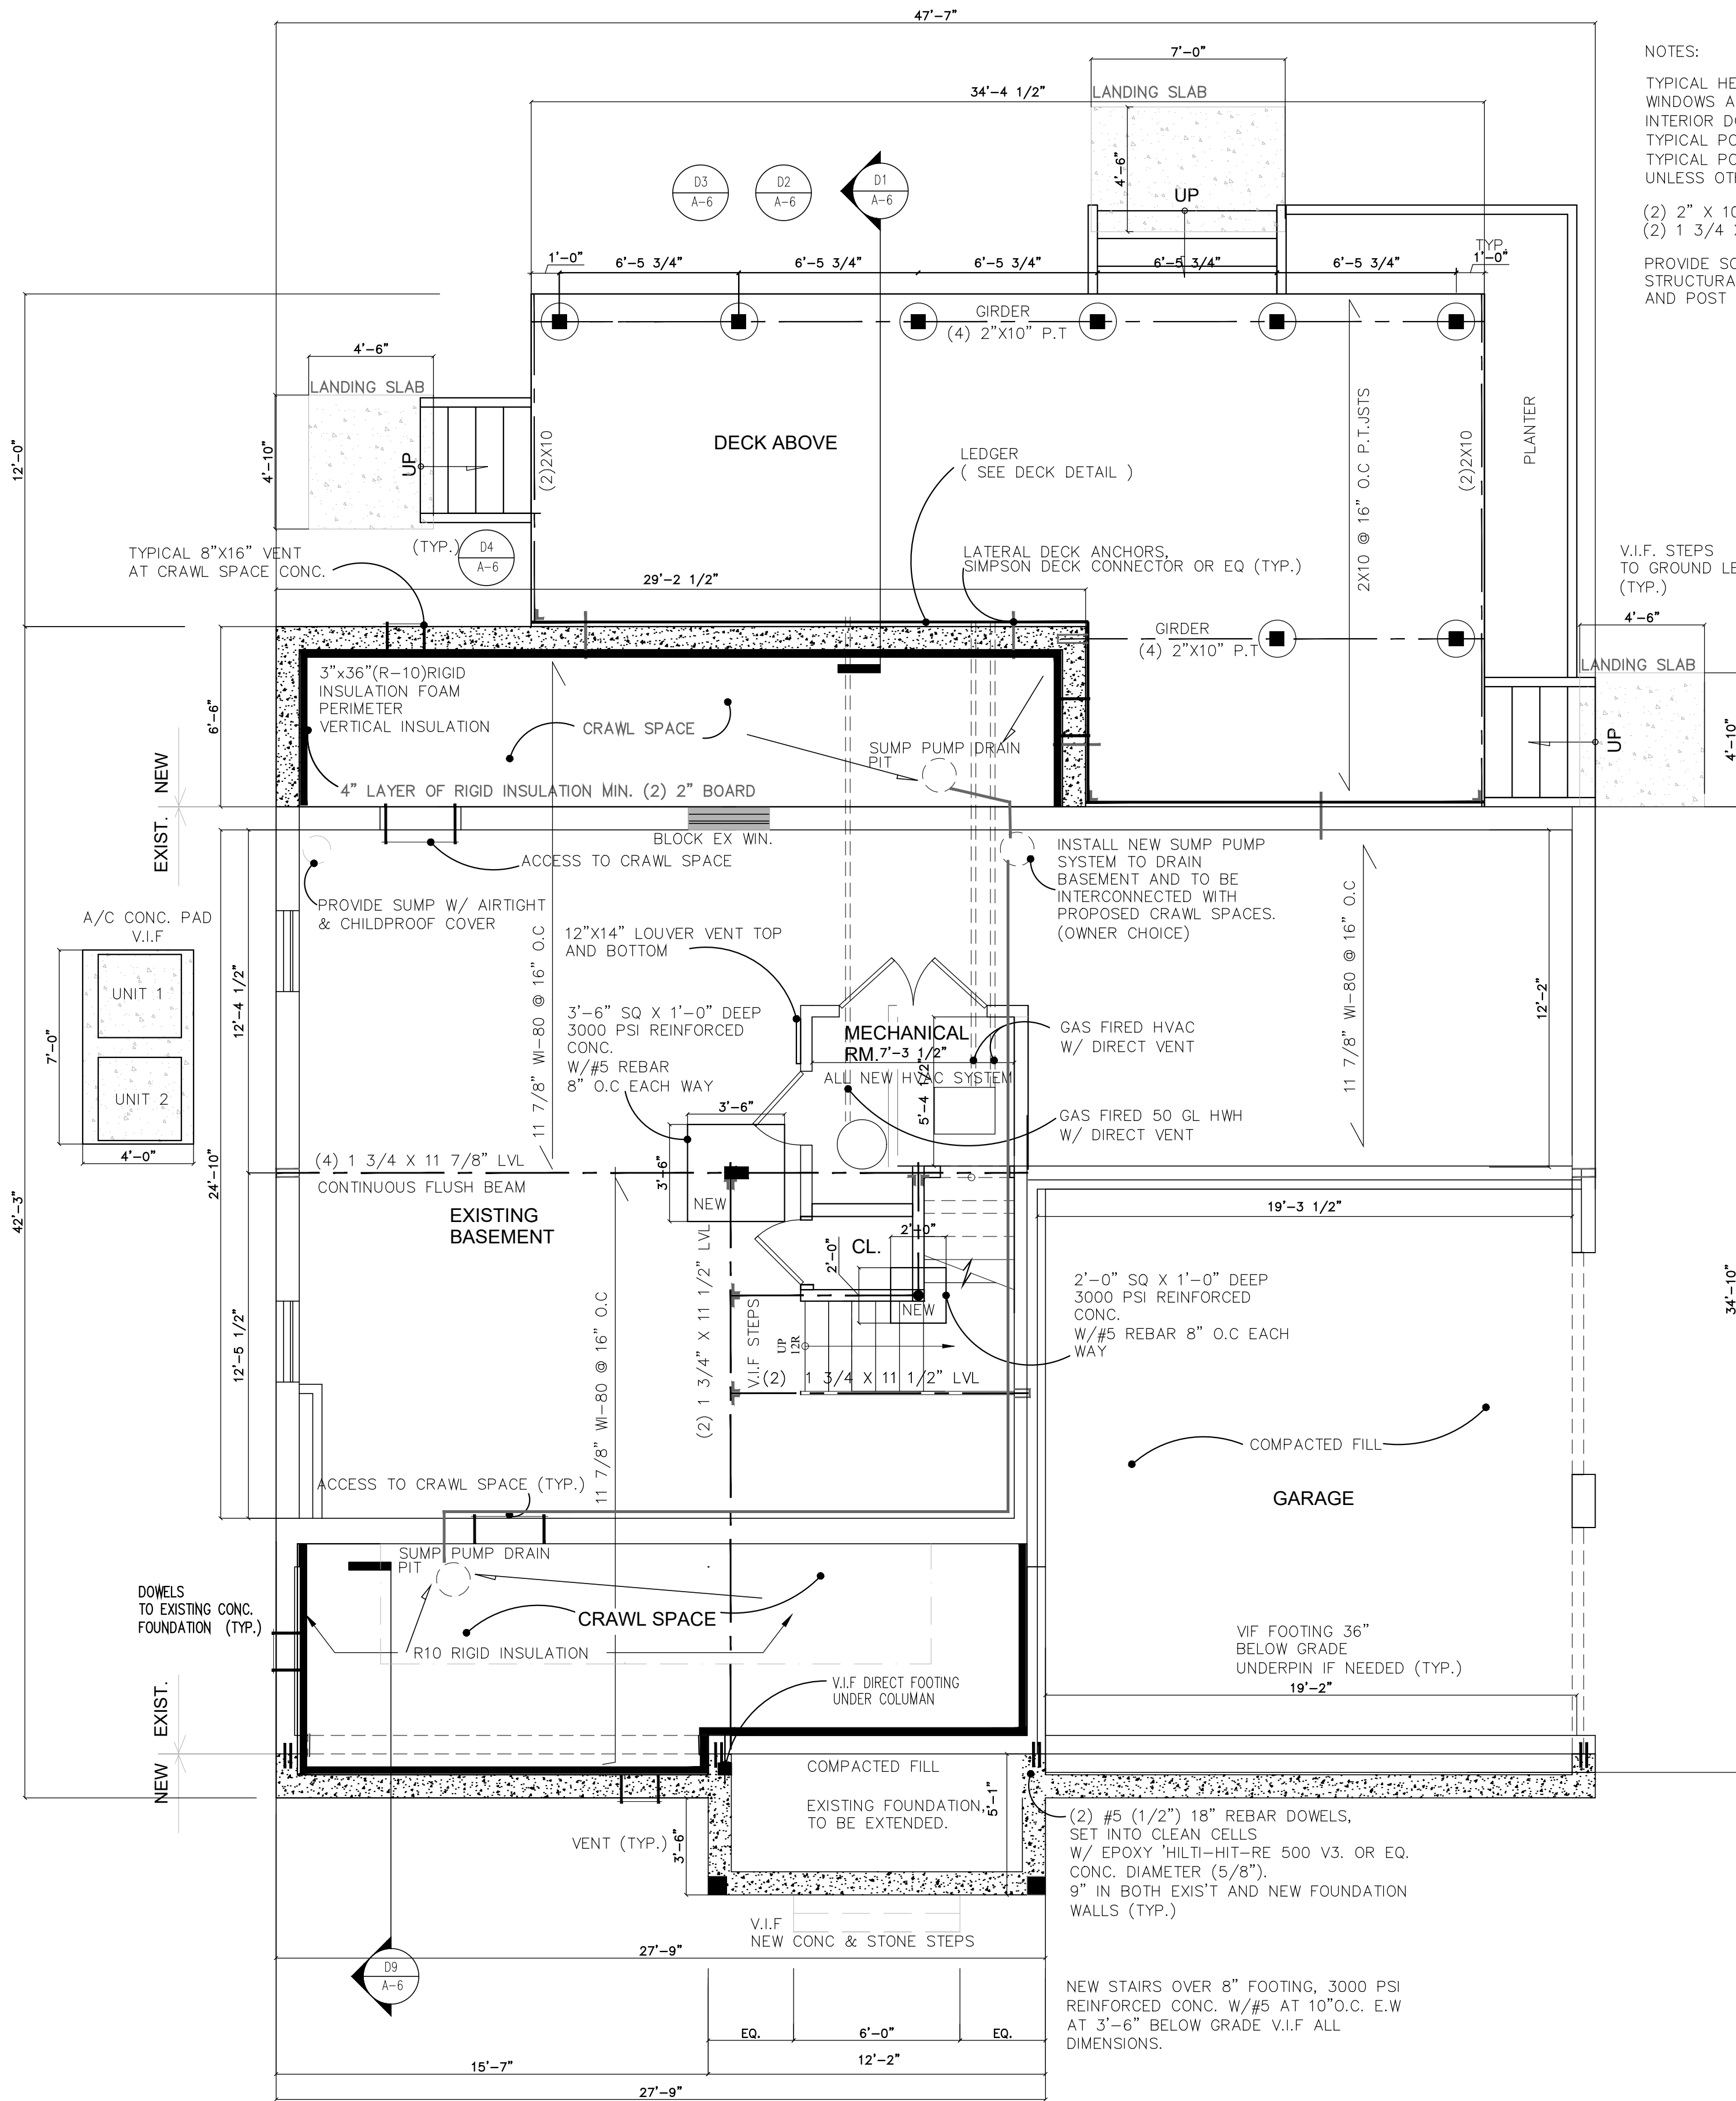 47'-7"
7'-0"
34'-4 1/2"
LANDING SLAB
4'-6"
UP
D3
A-6
D2
A-6
D1
A-6
1'-0"
6'-5 3/4"
6'-5 3/4"
6'-5 3/4"
6'-5 3/4"
6'-5 3/4"
TYP.
1'-0"
NOTES:
TYPICAL HE
WINDOWS A
INTERIOR D
TYPICAL PO
TYPICAL PO
UNLESS OT
(2) 2" X 10
(2) 1 3/4
PROVIDE SO
STRUCTURA
AND POST
GIRDER
(4) 2"X10" P.T
4'-6"
LANDING SLAB
4'-10"
UP
12'-0"
(2)2X10
DECK ABOVE
LEDGER
( SEE DECK DETAIL )
2X10 @ 16" O.C P.T.JSTS
(2)2X10
PLANTER
(TYP.)
D4
A-6
TYPICAL 8"X16" VENT
AT CRAWL SPACE CONC.
29'-2 1/2"
LATERAL DECK ANCHORS,
SIMPSON DECK CONNECTOR OR EQ (TYP.)
V.I.F. STEPS
TO GROUND LE
(TYP.)
4'-6"
LANDING SLAB
4'-10"
UP
GIRDER
(4) 2"X10" P.T
3"x36"(R-10)RIGID
INSULATION FOAM
PERIMETER
VERTICAL INSULATION
CRAWL SPACE
SUMP PUMP DRAIN
PIT
6'-6"
4" LAYER OF RIGID INSULATION MIN. (2) 2" BOARD
NEW
EXIST.
BLOCK EX WIN.
ACCESS TO CRAWL SPACE
PROVIDE SUMP W/ AIRTIGHT
& CHILDPROOF COVER
INSTALL NEW SUMP PUMP
SYSTEM TO DRAIN
BASEMENT AND TO BE
INTERCONNECTED WITH
PROPOSED CRAWL SPACES.
(OWNER CHOICE)
A/C CONC. PAD
V.I.F
UNIT 1
UNIT 2
7'-0"
4'-0"
12'-4 1/2"
24'-10"
42'-3"
11 7/8" WI-80 @ 16" O.C
12"X14" LOUVER VENT TOP
AND BOTTOM
3'-6" SQ X 1'-0" DEEP
3000 PSI REINFORCED
CONC.
W/#5 REBAR
8" O.C EACH WAY
3'-6"
3'-6"
NEW
MECHANICAL
RM.
7'-3 1/2"
ALL NEW HVAC SYSTEM
5'-4 1/2"
GAS FIRED HVAC
W/ DIRECT VENT
GAS FIRED 50 GL HWH
W/ DIRECT VENT
11 7/8" WI-80 @ 16" O.C
12'-2"
(4) 1 3/4 X 11 7/8" LVL
CONTINUOUS FLUSH BEAM
EXISTING
BASEMENT
19'-3 1/2"
CL.
2'-0"
2'-0"
NEW
2'-0" SQ X 1'-0" DEEP
3000 PSI REINFORCED
CONC.
W/#5 REBAR 8" O.C EACH
WAY
34'-10"
12'-5 1/2"
11 7/8" WI-80 @ 16" O.C
(2) 1 3/4" X 11 1/2" LVL
V.I.F STEPS
UP
12R
(2) 1 3/4 X 11 1/2" LVL
COMPACTED FILL
GARAGE
ACCESS TO CRAWL SPACE (TYP.)
SUMP PUMP DRAIN
PIT
DOWELS
TO EXISTING CONC.
FOUNDATION (TYP.)
CRAWL SPACE
R10 RIGID INSULATION
VIF FOOTING 36"
BELOW GRADE
UNDERPIN IF NEEDED (TYP.)
19'-2"
V.I.F DIRECT FOOTING
UNDER COLUMAN
EXIST.
NEW
COMPACTED FILL
EXISTING FOUNDATION,
TO BE EXTENDED.
5'-1"
VENT (TYP.)
3'-6"
(2) #5 (1/2") 18" REBAR DOWELS,
SET INTO CLEAN CELLS
W/ EPOXY 'HILTI-HIT-RE 500 V3. OR EQ.
CONC. DIAMETER (5/8").
9" IN BOTH EXIS'T AND NEW FOUNDATION
WALLS (TYP.)
V.I.F
NEW CONC & STONE STEPS
27'-9"
D9
A-6
NEW STAIRS OVER 8" FOOTING, 3000 PSI
REINFORCED CONC. W/#5 AT 10"O.C. E.W
AT 3'-6" BELOW GRADE V.I.F ALL
DIMENSIONS.
EQ.
6'-0"
EQ.
15'-7"
12'-2"
27'-9"